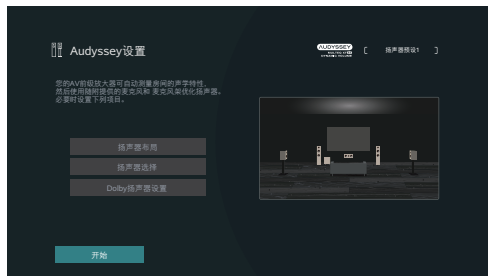 Audyssey设置
AUDYSSEY
[ 扬声器预设1 ]
您的AV前级放大器可自动测量房间的声学特性,
然后使用随附提供的麦克风和 麦克风架优化扬声器。
必要时设置下列项目。
扬声器布局
扬声器选择
Dolby扬声器设置
开始